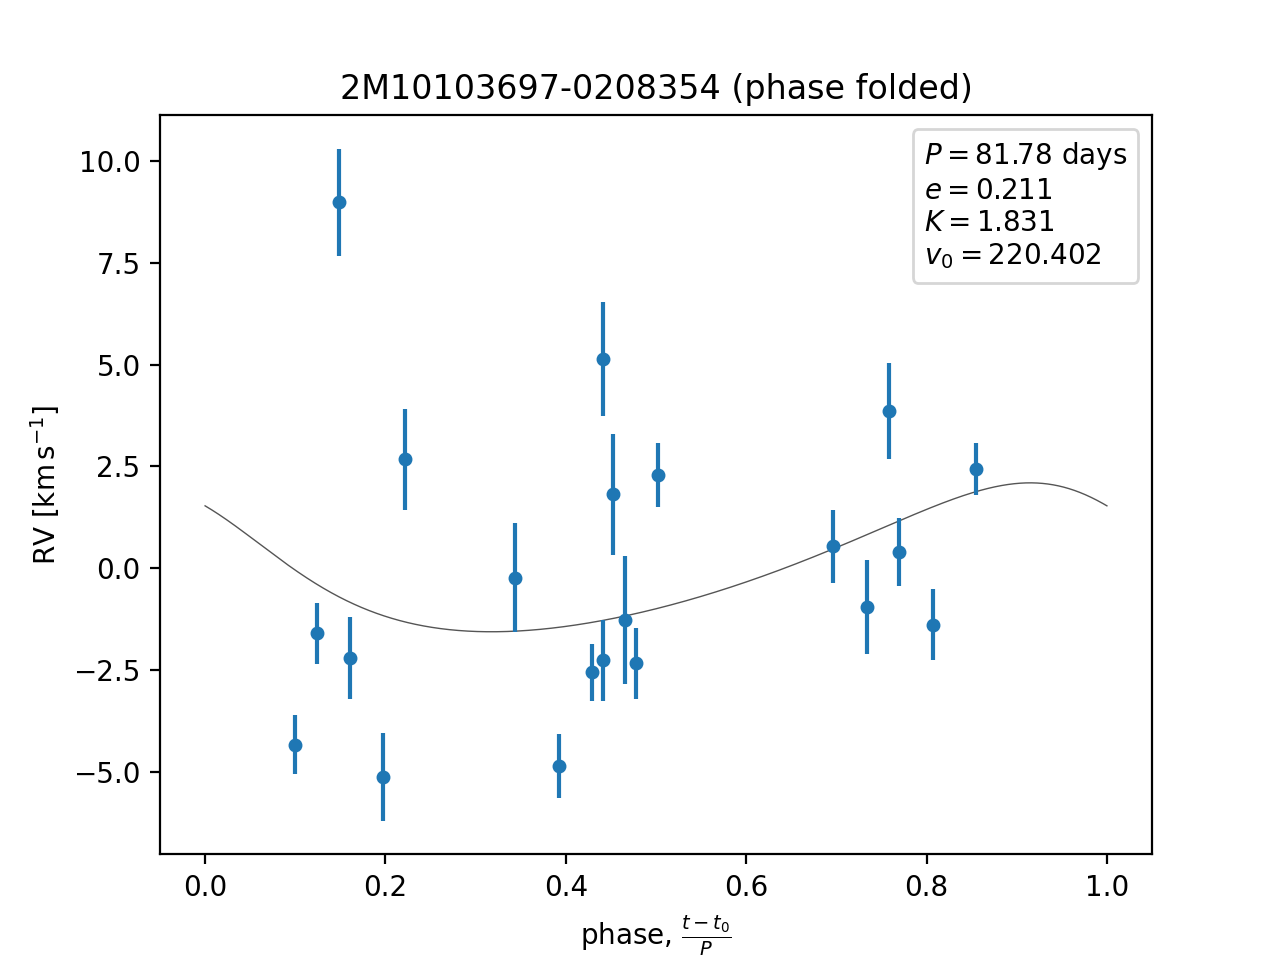 2M10103697-0208354 (phase folded)
P = 81.78 days
e = 0.211
K = 1.831
v₀ = 220.402
10.0
7.5
5.0
2.5
0.0
−2.5
−5.0
RV [km s⁻¹]
0.0 0.2 0.4 0.6 0.8 1.0
phase, (t − t₀)/P